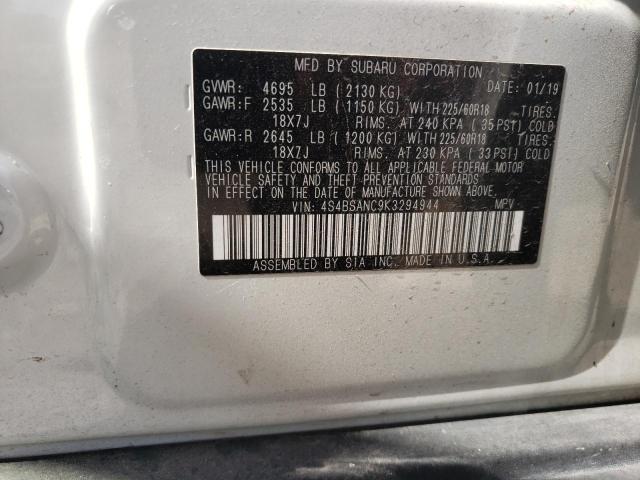 MFD BY SUBARU CORPORATION
GVWR: 4695 LB (2130 KG) DATE: 01/19
GAWR:F 2535 LB (1150 KG) WITH 225/60R18 TIRES.
18X7J RIMS. AT 240 KPA (35 PSI) COLD
GAWR:R 2645 LB (1200 KG) WITH 225/60R18 TIRES.
18X7J RIMS. AT 230 KPA (33 PSI) COLD
THIS VEHICLE CONFORMS TO ALL APPLICABLE FEDERAL MOTOR
VEHICLE SAFETY AND THEFT PREVENTION STANDARDS
IN EFFECT ON THE DATE OF MANUFACTURE SHOWN ABOVE.
VIN: 4S4BSANC9K3294944 MPV
ASSEMBLED BY SIA INC. MADE IN U.S.A.